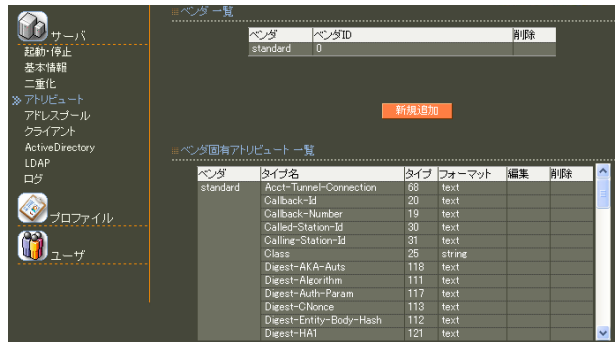 サーバ
起動・停止
基本情報
二重化
アトリビュート
アドレスプール
クライアント
ActiveDirectory
LDAP
ログ
プロファイル
ユーザ
ベンダ一覧
ベンダ ベンダID 削除
standard 0
新規追加
ベンダ固有アトリビュート一覧
ベンダ タイプ名 タイプ フォーマット 編集 削除
standard Acct-Tunnel-Connection 68 text
Callback-Id 20 text
Callback-Number 19 text
Called-Station-Id 30 text
Calling-Station-Id 31 text
Class 25 string
Digest-AKA-Auts 118 text
Digest-Algorithm 111 text
Digest-Auth-Param 117 text
Digest-CNonce 113 text
Digest-Entity-Body-Hash 112 text
Digest-HA1 121 text